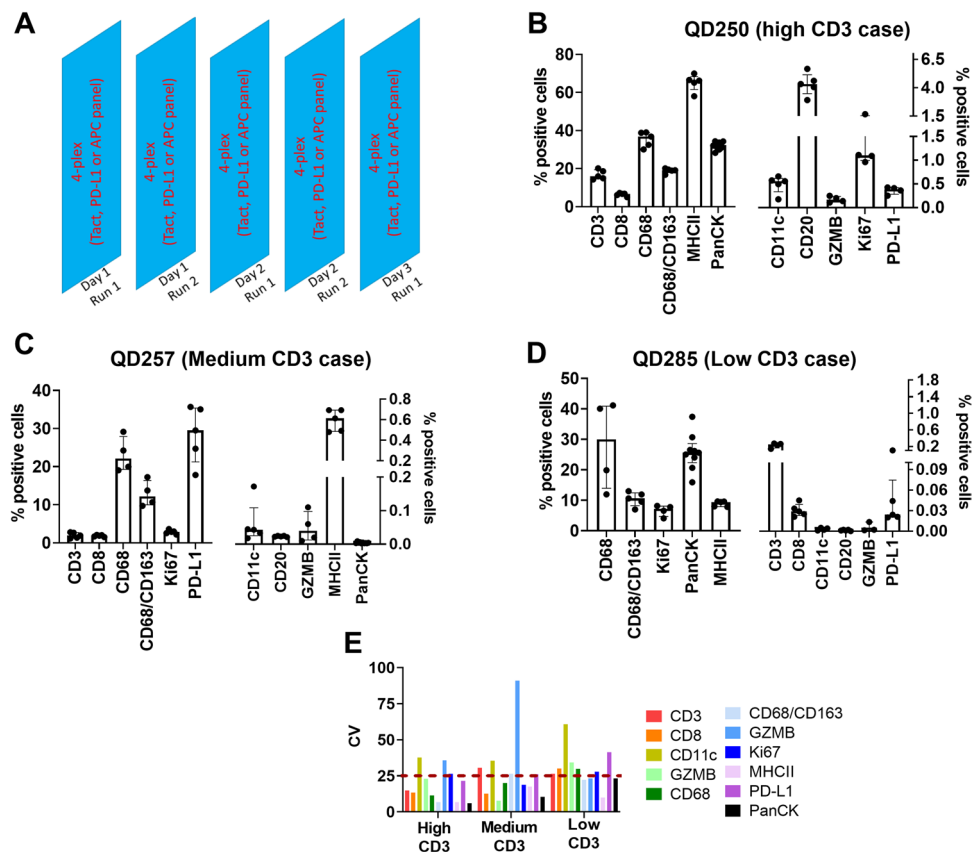 A
4-plex
(Tact, PD-L1 or APC panel)
4-plex
(Tact, PD-L1 or APC panel)
4-plex
(Tact, PD-L1 or APC panel)
4-plex
(Tact, PD-L1 or APC panel)
4-plex
(Tact, PD-L1 or APC panel)
Day 1
Run 1
Day 1
Run 2
Day 2
Run 1
Day 2
Run 2
Day 3
Run 1
B
QD250 (high CD3 case)
% positive cells
80
60
40
20
0
CD3
CD8
CD68
CD68/CD163
MHCII
PanCK
6.5
4.0
1.5
1.5
1.0
0.5
0.0
% positive cells
CD11c
CD20
GZMB
Ki67
PD-L1
C
QD257 (Medium CD3 case)
% positive cells
40
30
20
10
0
CD3
CD8
CD68
CD68/CD163
Ki67
PD-L1
0.8
0.6
0.4
0.2
0.1
0.0
% positive cells
CD11c
CD20
GZMB
MHCII
PanCK
D
QD285 (Low CD3 case)
% positive cells
50
40
30
20
10
0
CD68
CD68/CD163
Ki67
PanCK
MHCII
1.8
1.2
0.6
0.2
0.09
0.06
0.03
0.00
% positive cells
CD3
CD8
CD11c
CD20
GZMB
PD-L1
E
CV
100
75
50
25
0
High
CD3
Medium
CD3
Low
CD3
CD3
CD8
CD11c
GZMB
CD68
CD68/CD163
GZMB
Ki67
MHCII
PD-L1
PanCK